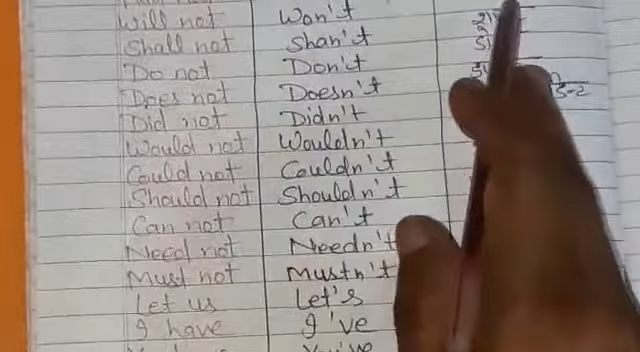 Will not Won't
Shall not Shan't
Do not Don't
Does not Doesn't
Did not Didn't
Would not Wouldn't
Could not Couldn't
Should not Shouldn't
Can not Can't
Need not Needn't
Must not Mustn't
Let us Let's
I have I've
You've